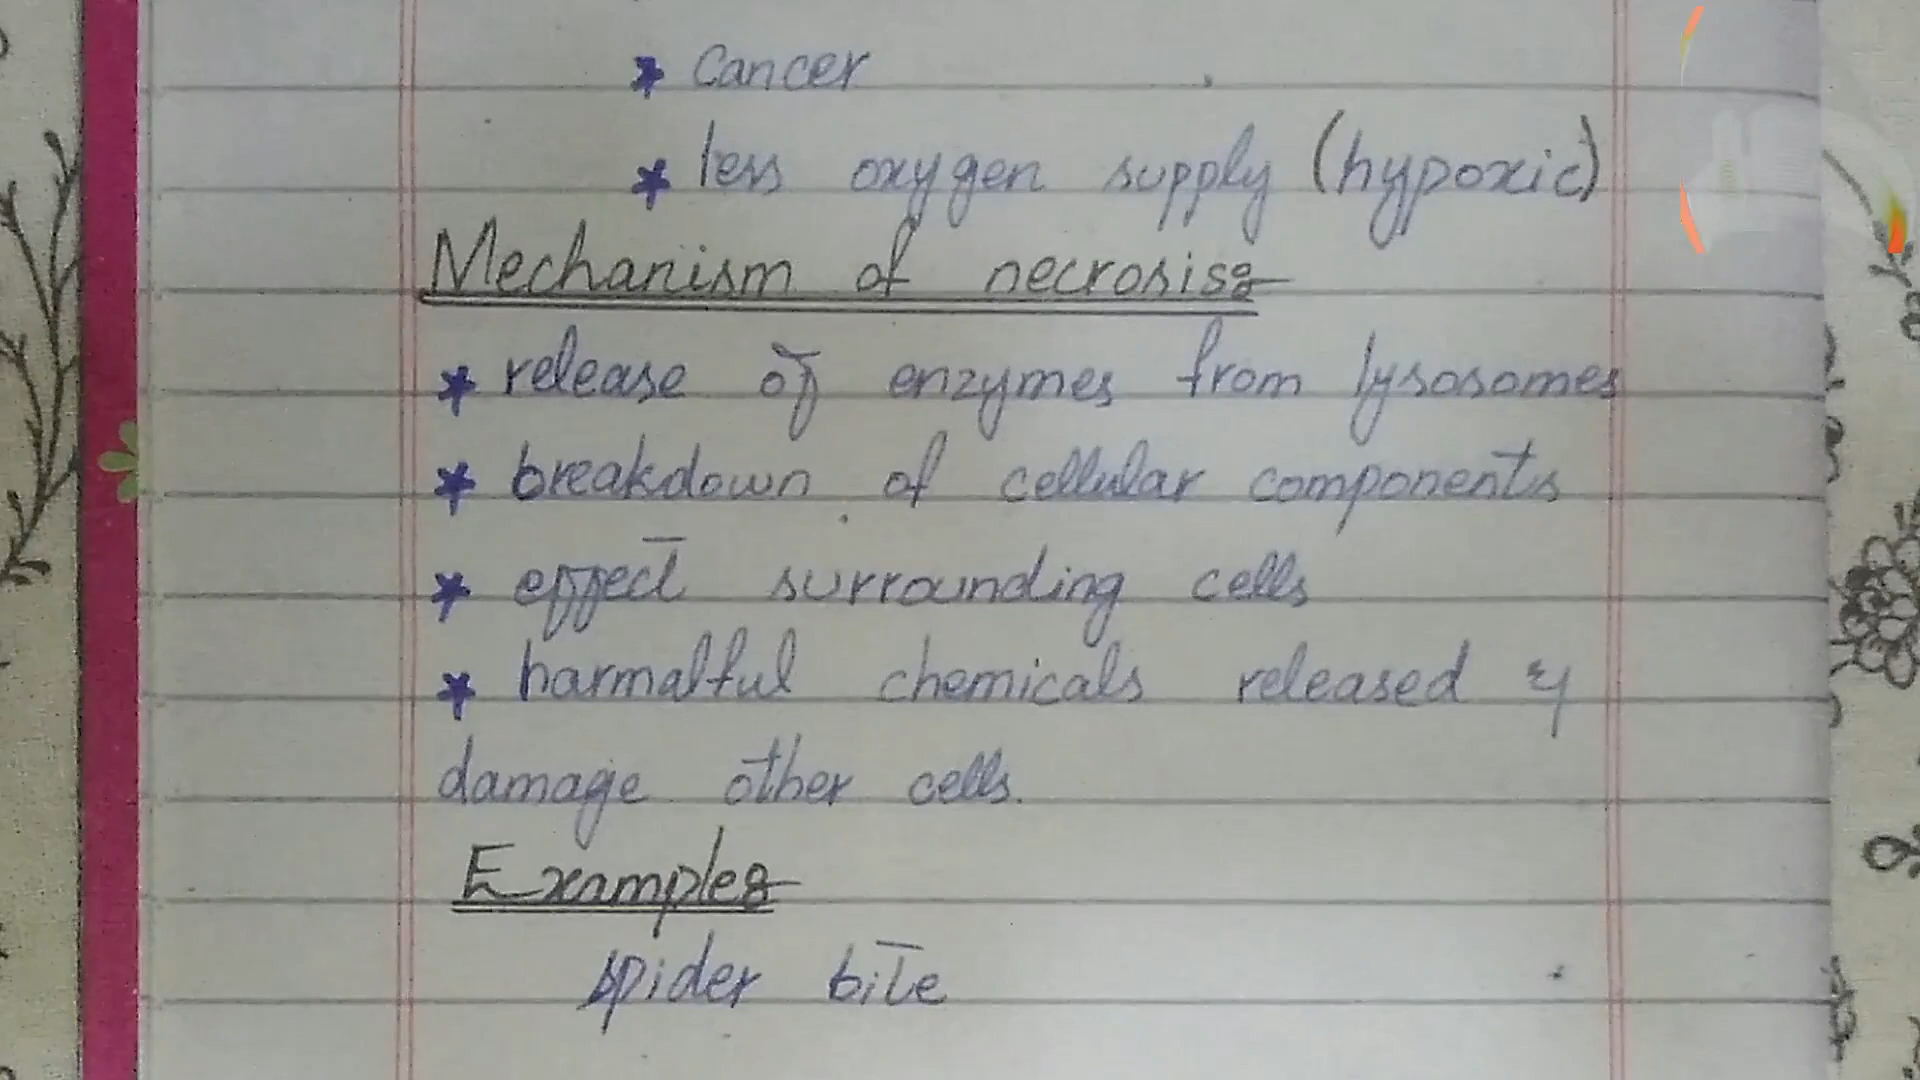 * Cancer
* less oxygen supply (hypoxic)
Mechanism of necrosis:-
* release of enzymes from lysosomes
* breakdown of cellular components
* effect surrounding cells
* harmalful chemicals released &
damage other cells.
Example:-
spider bite